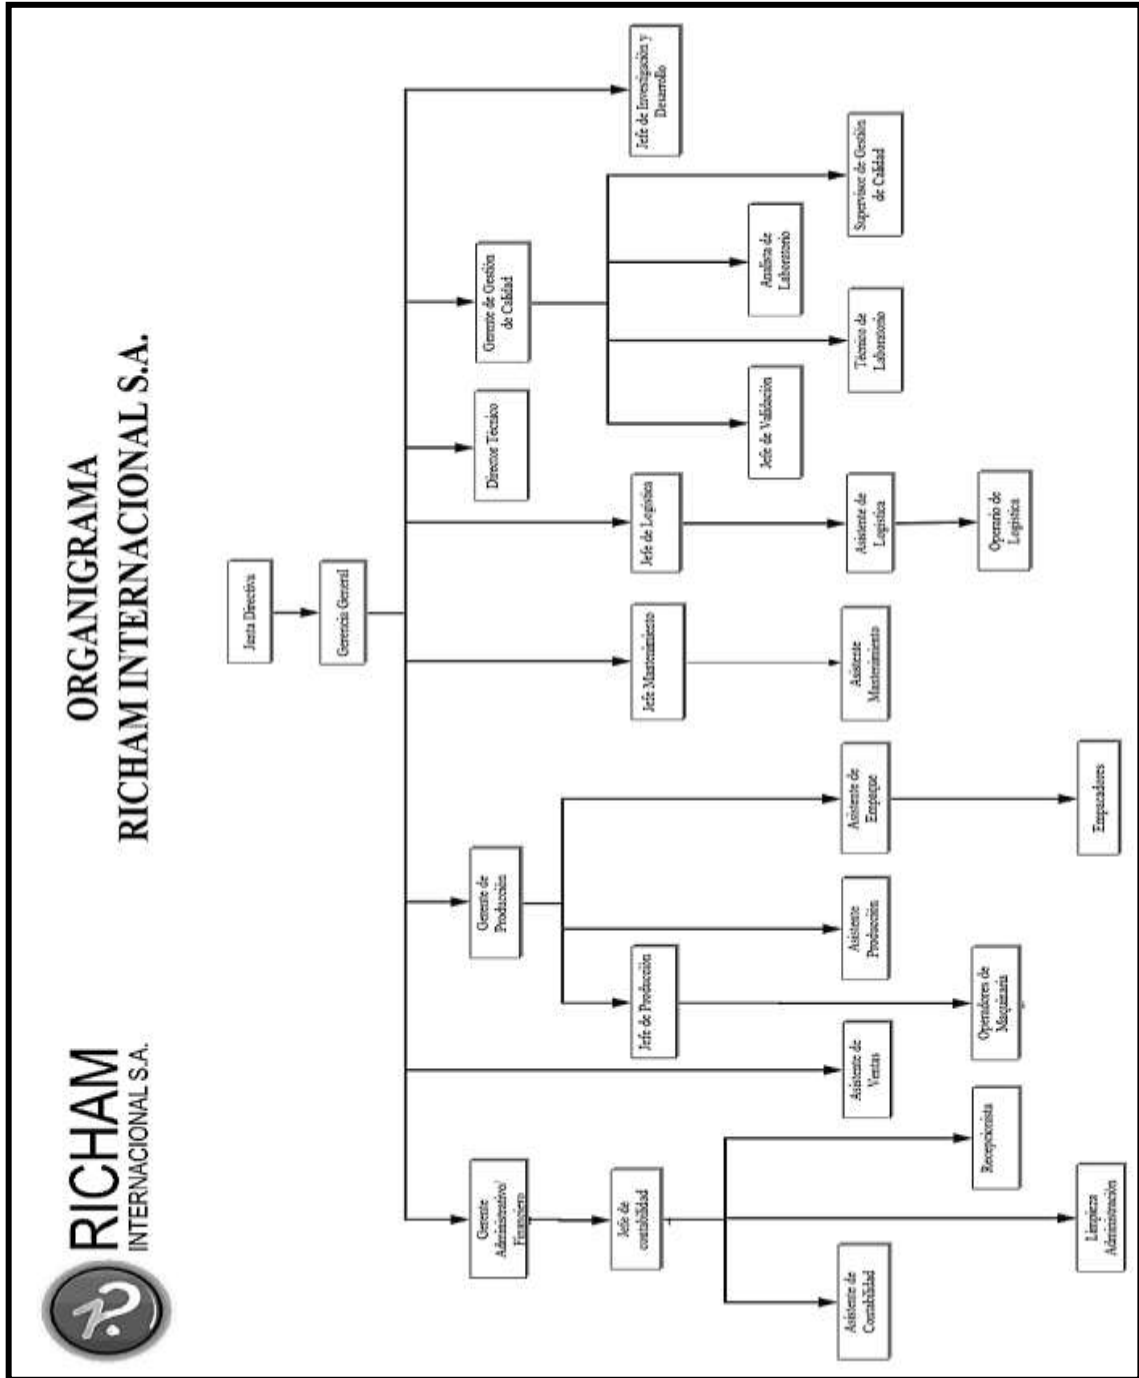 RICHAM
INTERNACIONAL S.A.
ORGANIGRAMA
RICHAM INTERNACIONAL S.A.
Junta Directiva
Gerencia General
Gerente
Administrativo/
Financiero
Gerente de
Producción
Director Técnico
Gerente de Gestión
de Calidad
Jefe de
contabilidad
Jefe de Producción
Jefe Mantenimiento
Jefe de Logística
Jefe de Investigación y
Desarrollo
Jefe de Validación
Analista de
Laboratorio
Asistente de
Contabilidad
Asistente de
Ventas
Asistente
Producción
Asistente de
Empaque
Asistente
Mantenimiento
Asistente de
Logística
Técnico de
Laboratorio
Supervisor de Gestión
de Calidad
Recepcionista
Operadores de
Maquinaria
Operario de
Logística
Limpieza
Administración
Empacadores